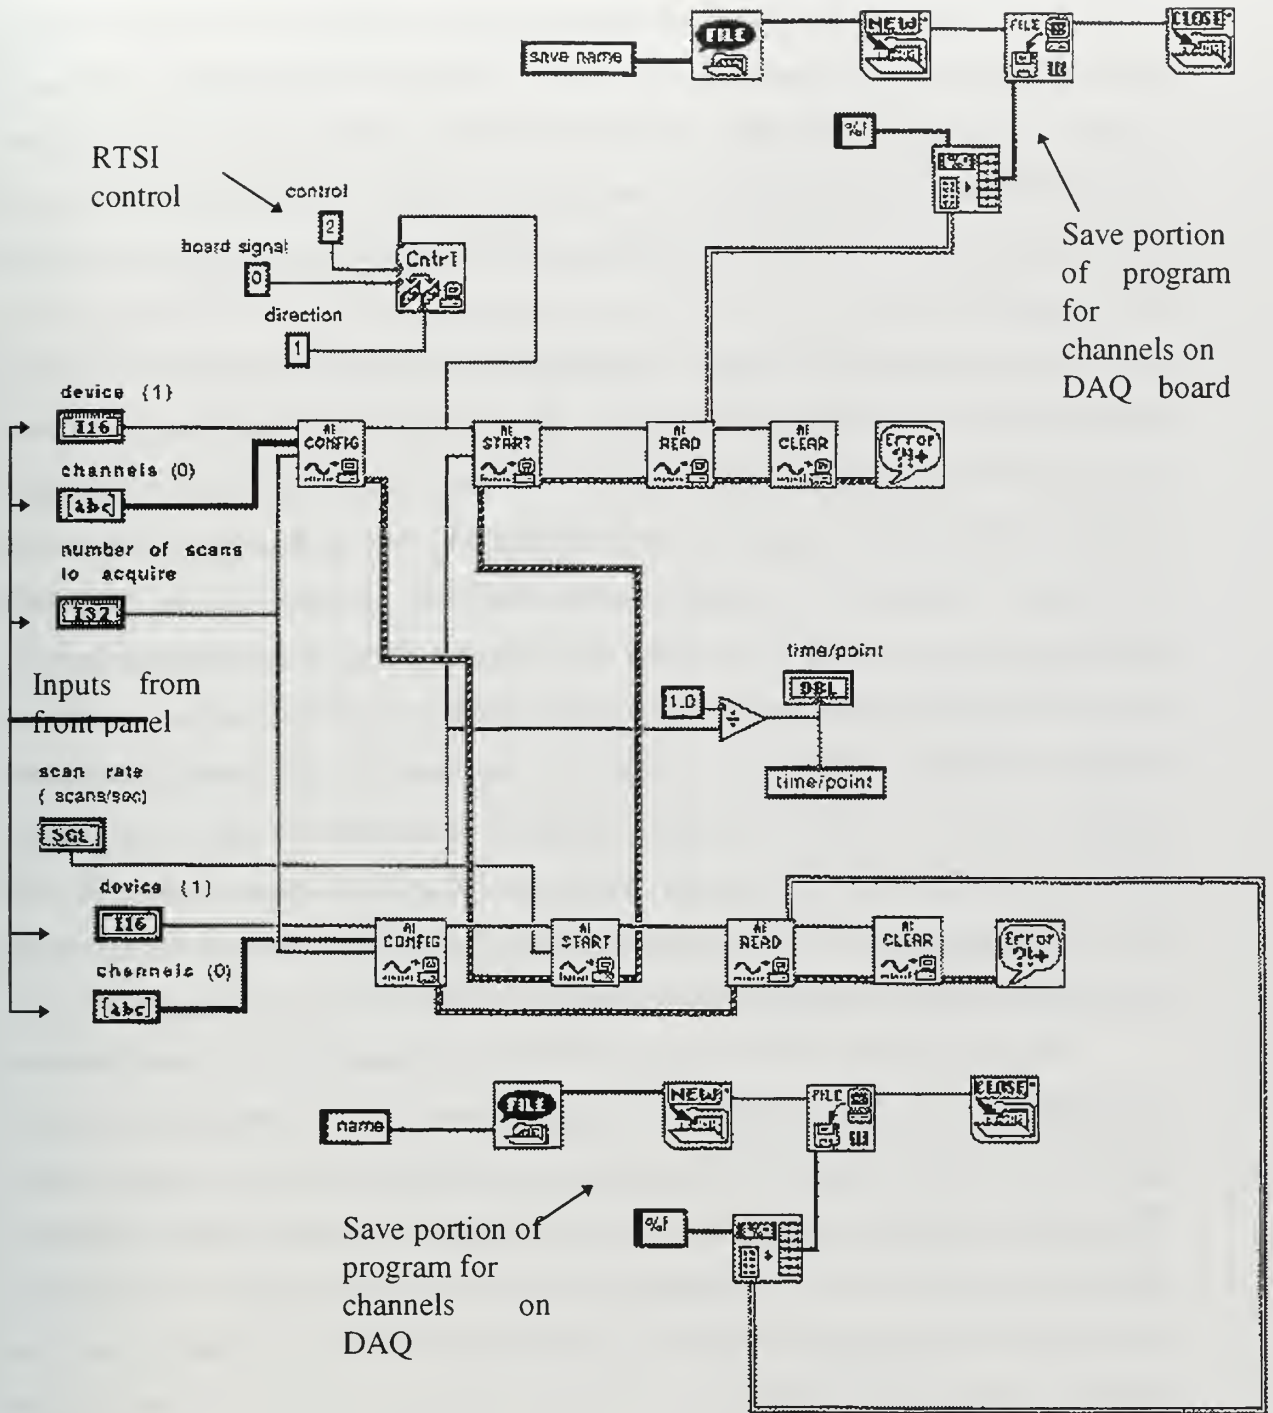 FILE
NEW
FILE
CLOSE
save name
%f
RTSI
control
control
2
board signal
0
Cntrl
direction
1
Save portion
of program
for
channels on
DAQ board
device (1)
I16
AI
CONFIG
AI
START
AI
READ
AI
CLEAR
Error
channels (0)
[abc]
number of scans
to acquire
I32
time/point
DBL
1.0
÷
time/point
Inputs from
front panel
scan rate
( scans/sec)
SGL
device (1)
I16
AI
CONFIG
AI
START
AI
READ
AI
CLEAR
Error
channels (0)
[abc]
name
FILE
NEW
FILE
CLOSE
%f
Save portion of
program for
channels on
DAQ